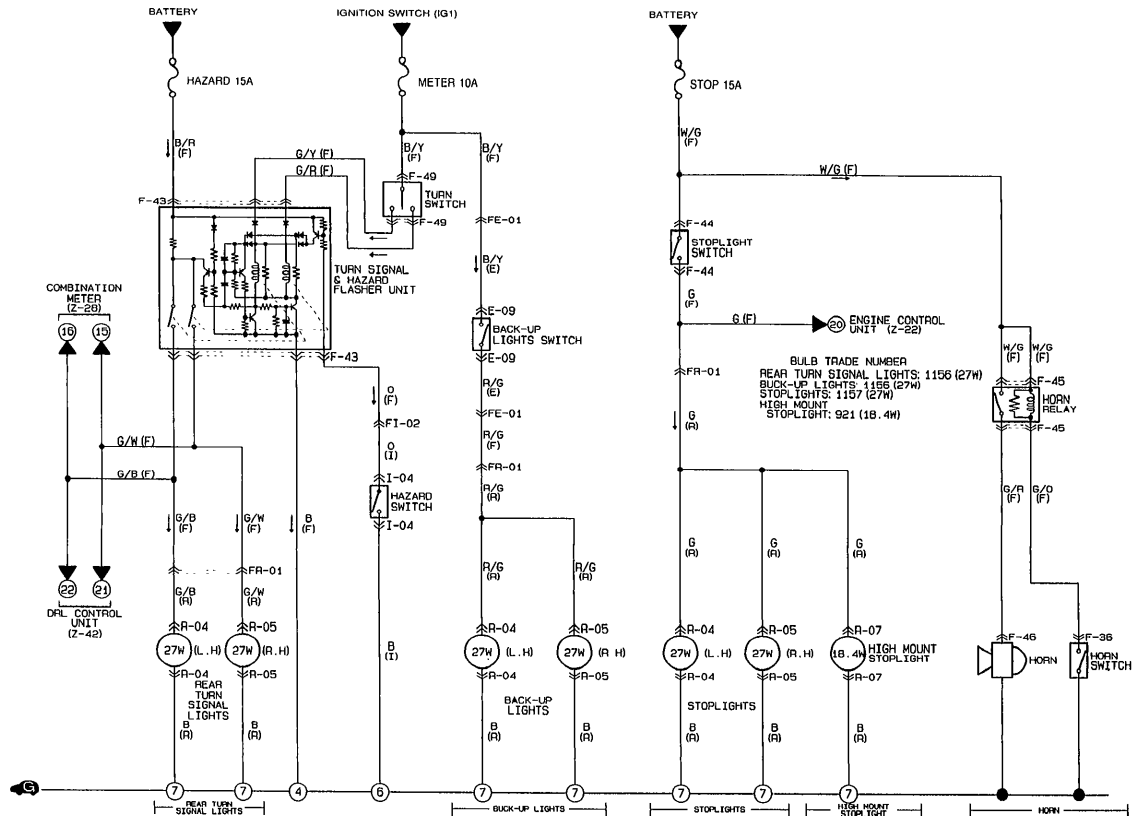 BATTERY
IGNITION SWITCH (IG1)
BATTERY
HAZARD 15A
METER 10A
STOP 15A
B/R
(F)
G/Y (F)
G/R (F)
B/Y
(F)
B/Y
(F)
W/G
(F)
W/G (F)
F-43
F-49
TURN
SWITCH
F-49
FE-01
B/Y
(E)
F-44
STOPLIGHT
SWITCH
F-44
G
(F)
TURN SIGNAL
& HAZARD
FLASHER UNIT
F-43
COMBINATION
METER
(Z-28)
16
15
E-09
BACK-UP
LIGHTS SWITCH
E-09
G (F)
20
ENGINE CONTROL
UNIT (Z-22)
W/G
(F)
W/G
(F)
BULB TRADE NUMBER
REAR TURN SIGNAL LIGHTS: 1156 (27W)
BUCK-UP LIGHTS: 1156 (27W)
STOPLIGHTS: 1157 (27W)
HIGH MOUNT
STOPLIGHT: 921 (18.4W)
F-45
HORN
RELAY
F-45
O
(F)
FI-02
O
(I)
I-04
HAZARD
SWITCH
I-04
R/G
(E)
FE-01
R/G
(F)
FR-01
R/G
(R)
FR-01
G
(R)
G/W (F)
G/B (F)
G/B
(F)
G/W
(F)
B
(F)
G/R
(F)
G/O
(F)
22
21
DRL CONTROL
UNIT
(Z-42)
FR-01
G/B
(R)
G/W
(R)
R/G
(R)
R/G
(R)
G
(R)
G
(R)
G
(R)
R-04
R-05
R-04
R-05
R-04
R-05
R-07
F-46
F-36
27W
(L.H)
27W
(R.H)
27W
(L.H)
27W
(R.H)
27W
(L.H)
27W
(R.H)
18.4W
HIGH MOUNT
STOPLIGHT
HORN
HORN
SWITCH
R-04
R-05
R-04
R-05
R-04
R-05
R-07
REAR
TURN
SIGNAL
LIGHTS
B
(I)
BACK-UP
LIGHTS
STOPLIGHTS
B
(R)
B
(R)
B
(R)
B
(R)
B
(R)
B
(R)
B
(R)
G
7
7
4
6
7
7
7
7
7
REAR TURN
SIGNAL LIGHTS
BUCK-UP LIGHTS
STOPLIGHTS
HIGH MOUNT
STOPLIGHT
HORN